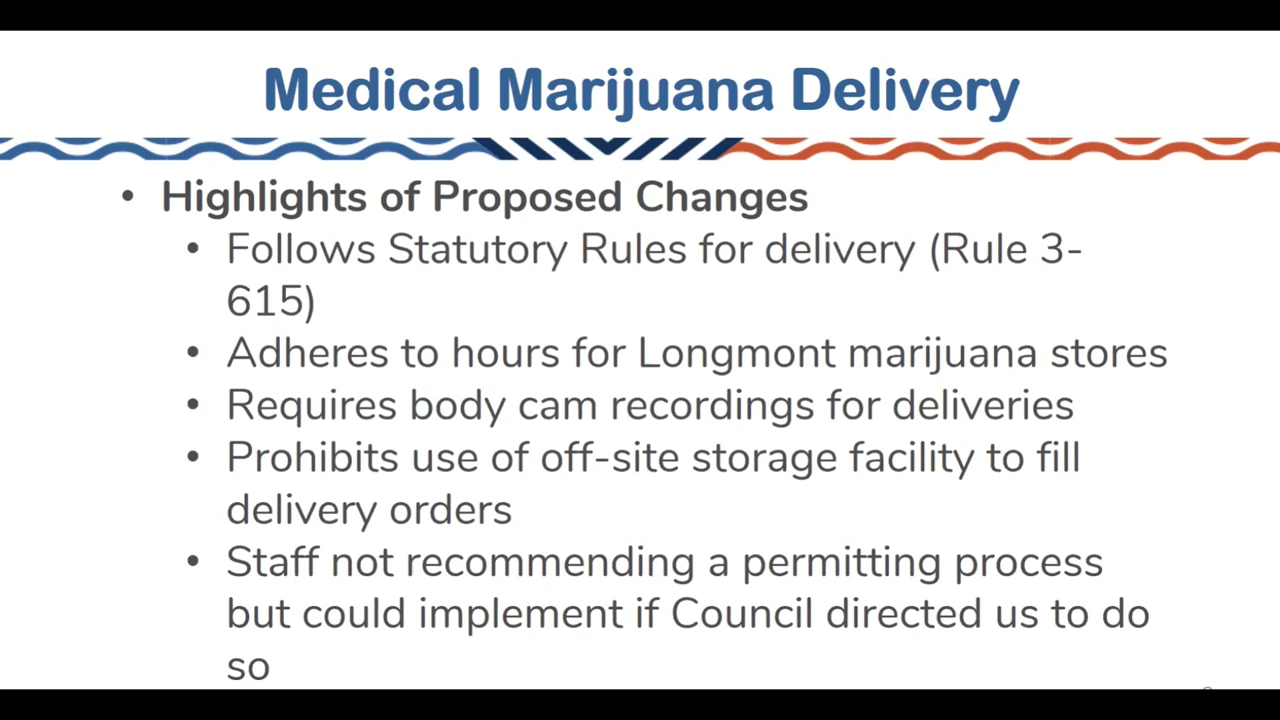 Medical Marijuana Delivery
• Highlights of Proposed Changes
• Follows Statutory Rules for delivery (Rule 3-
615)
• Adheres to hours for Longmont marijuana stores
• Requires body cam recordings for deliveries
• Prohibits use of off-site storage facility to fill
delivery orders
• Staff not recommending a permitting process
but could implement if Council directed us to do
so